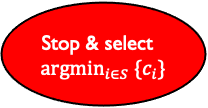 Stop & select
argmin_{i∈S} {c_i}